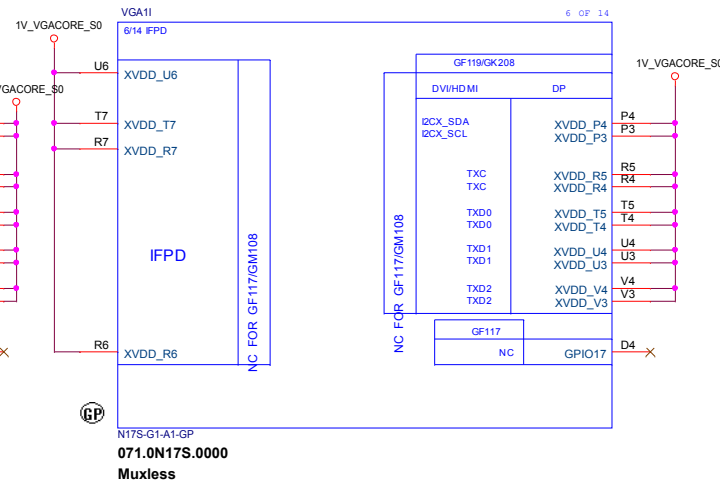 VGA1I
6 OF 14
1V_VGACORE_S0
6/14 IFPD
U6
XVDD_U6
GF119/GK208
1V_VGACORE_S0
VGACORE_S0
DVI/HDMI
DP
T7
XVDD_T7
I2CX_SDA
I2CX_SCL
XVDD_P4
P4
XVDD_P3
P3
R7
XVDD_R7
TXC
TXC
XVDD_R5
R5
XVDD_R4
R4
TXD0
TXD0
XVDD_T5
T5
XVDD_T4
T4
IFPD
NC FOR GF117/GM108
NC FOR GF117/GM108
TXD1
TXD1
XVDD_U4
U4
XVDD_U3
U3
TXD2
TXD2
XVDD_V4
V4
XVDD_V3
V3
GF117
R6
XVDD_R6
NC
GPIO17
D4
GP
N17S-G1-A1-GP
071.0N17S.0000
Muxless